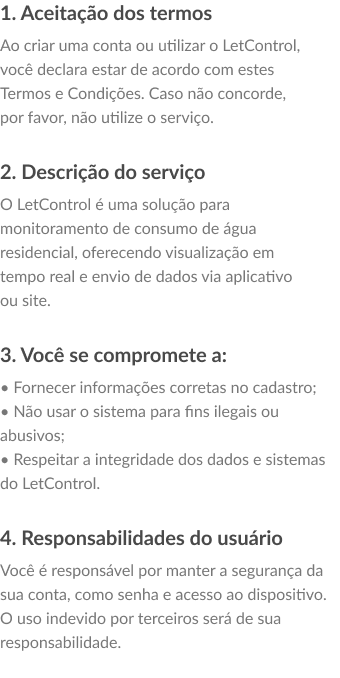 1. Aceitação dos termos
Ao criar uma conta ou utilizar o LetControl,
você declara estar de acordo com estes
Termos e Condições. Caso não concorde,
por favor, não utilize o serviço.
2. Descrição do serviço
O LetControl é uma solução para
monitoramento de consumo de água
residencial, oferecendo visualização em
tempo real e envio de dados via aplicativo
ou site.
3. Você se compromete a:
• Fornecer informações corretas no cadastro;
• Não usar o sistema para fins ilegais ou
abusivos;
• Respeitar a integridade dos dados e sistemas
do LetControl.
4. Responsabilidades do usuário
Você é responsável por manter a segurança da
sua conta, como senha e acesso ao dispositivo.
O uso indevido por terceiros será de sua
responsabilidade.